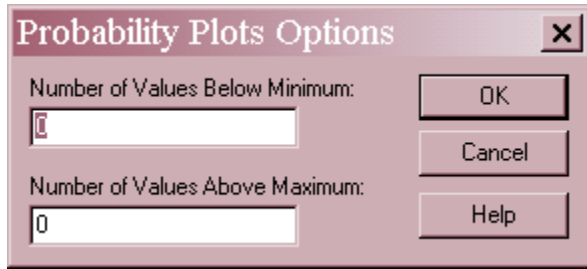 Probability Plots Options
Number of Values Below Minimum:
0
Number of Values Above Maximum:
0
OK
Cancel
Help